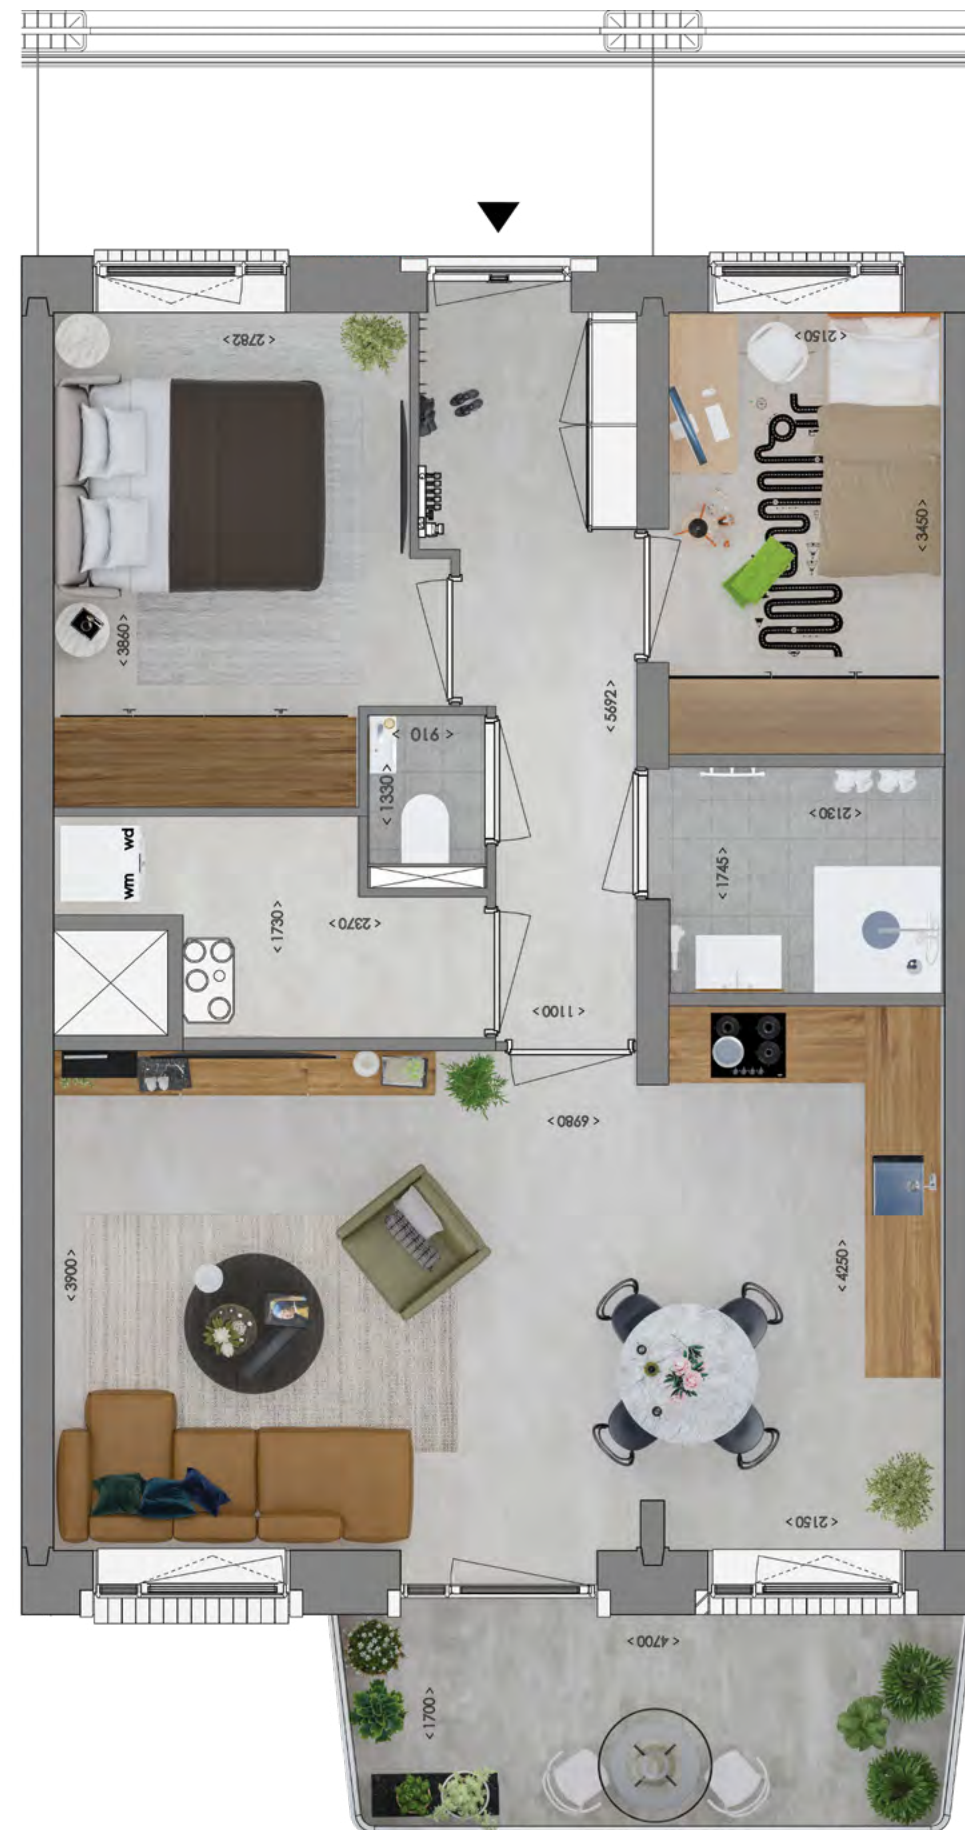 < 2782 >
< 2150 >
< 3450 >
< 3860 >
< 5692 >
< 910 >
< 1330 >
< 2130 >
wm wd
< 1745 >
< 1730 >
< 2370 >
< 1100 >
< 6980 >
< 3900 >
< 4250 >
< 2150 >
< 4700 >
< 1700 >